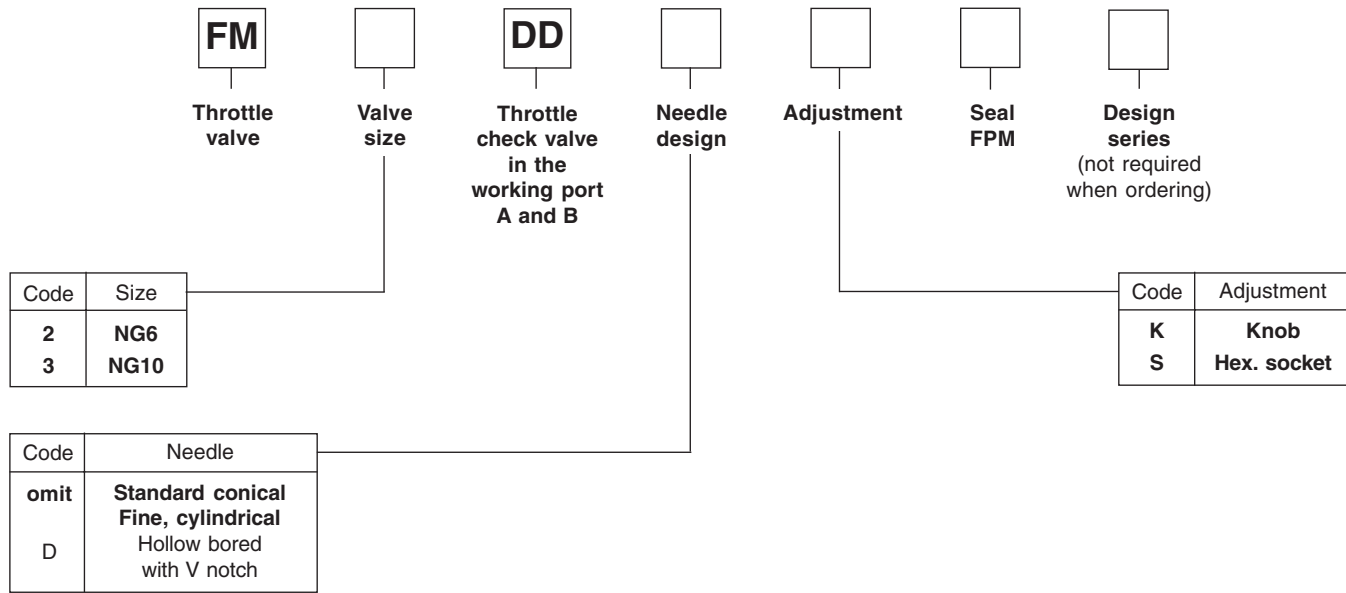 FM
DD
Throttle
valve
Valve
size
Throttle
check valve
in the
working port
A and B
Needle
design
Adjustment
Seal
FPM
Design
series
(not required
when ordering)
Code Size
2 NG6
3 NG10
Code Adjustment
K Knob
S Hex. socket
Code Needle
omit Standard conical
Fine, cylindrical
D Hollow bored
with V notch